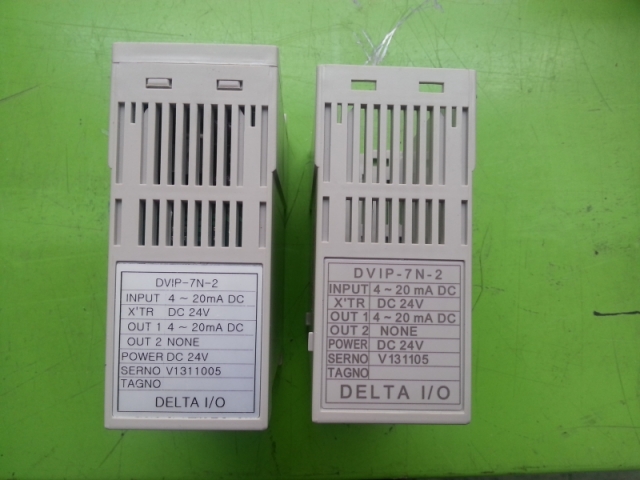 DVIP-7N-2
INPUT 4 ~ 20mA DC
X'TR DC 24V
OUT 1 4 ~ 20mA DC
OUT 2 NONE
POWER DC 24V
SERNO V1311005
TAGNO
DELTA I/O
DVIP-7N-2
INPUT 4 ~ 20 mA DC
X'TR DC 24V
OUT 1 4 ~ 20 mA DC
OUT 2 NONE
POWER DC 24V
SERNO V131105
TAGNO
DELTA I/O